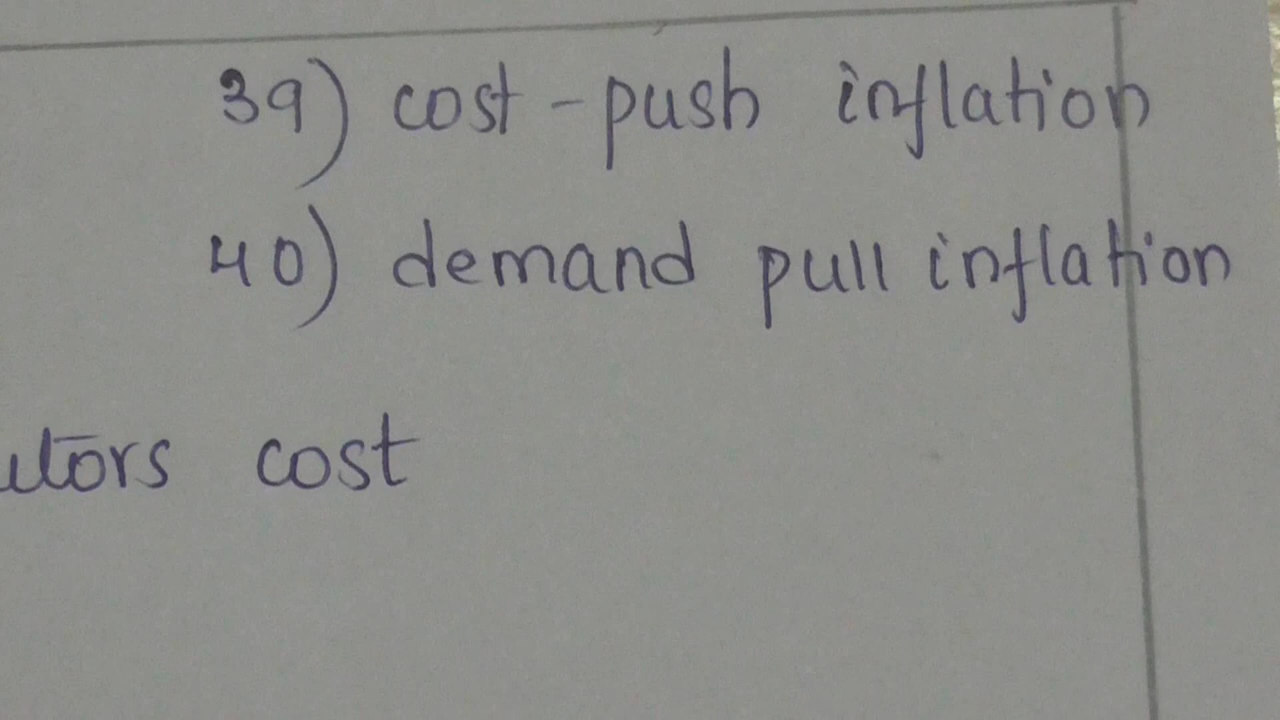 39) cost-push inflation
40) demand pull inflation
cost